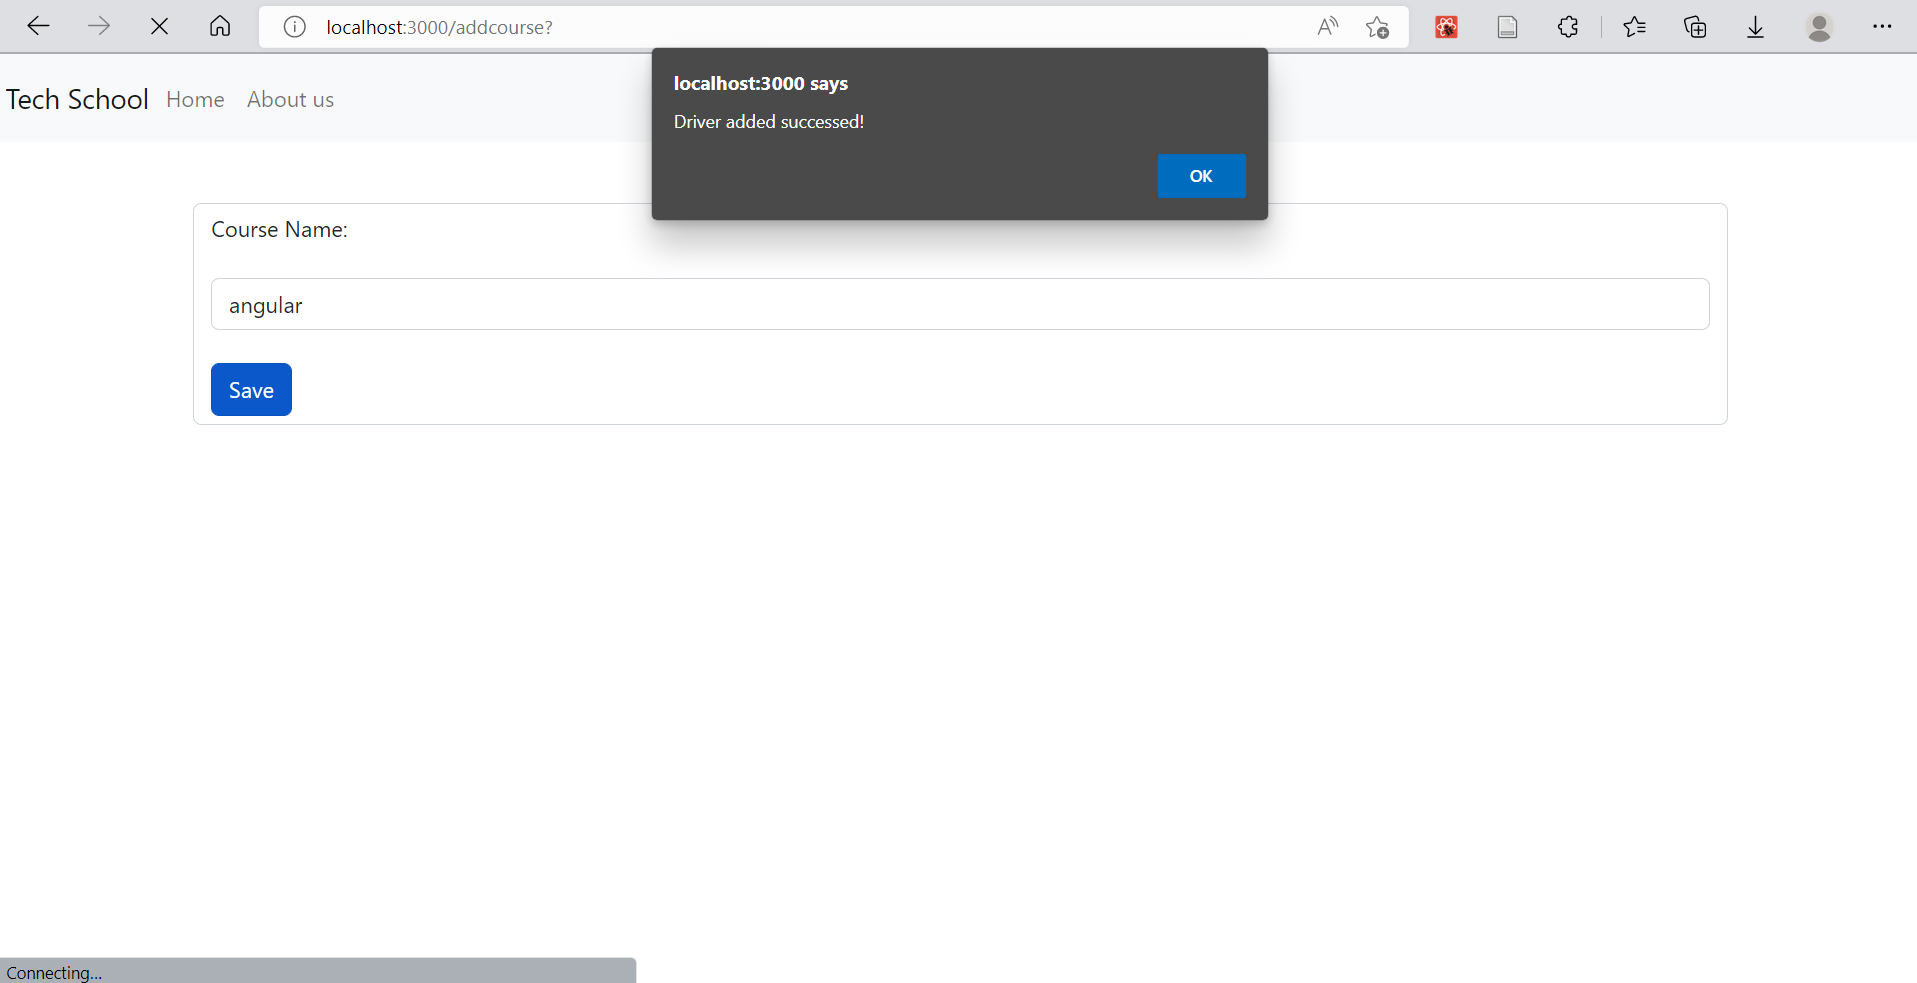 localhost:3000/addcourse?
localhost:3000 says
Driver added successed!
OK
Tech School Home About us
Course Name:
angular
Save
Connecting...